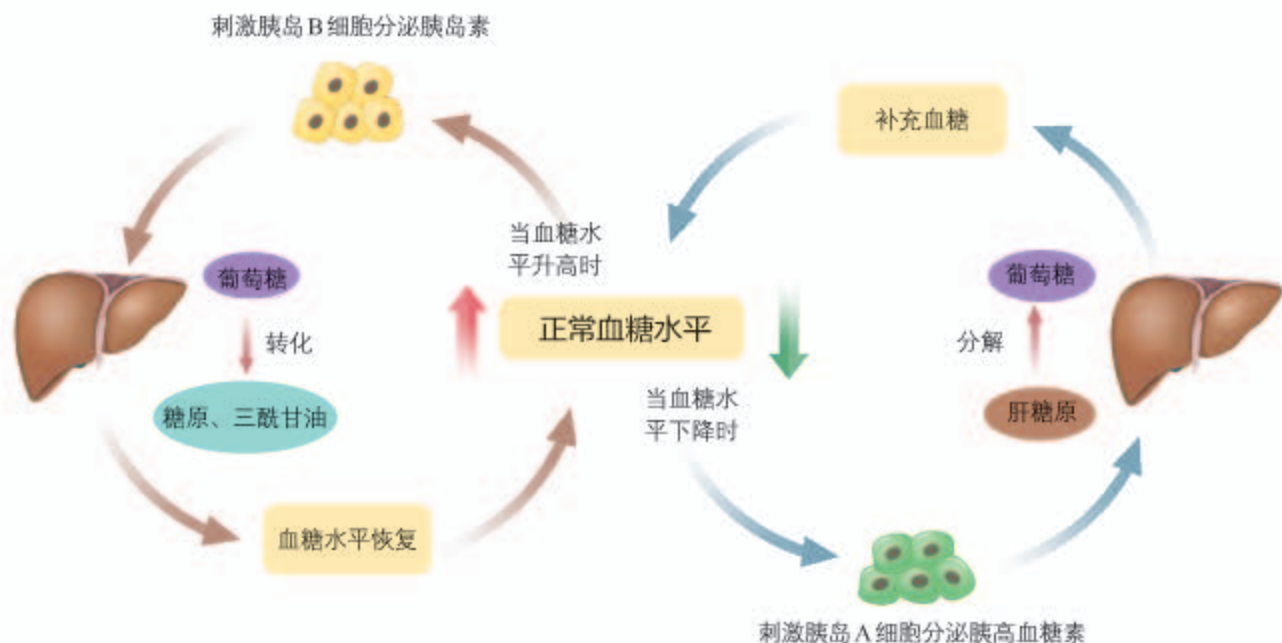 刺激胰岛B细胞分泌胰岛素
补充血糖
当血糖水
平升高时
葡萄糖
转化
糖原、三酰甘油
正常血糖水平
葡萄糖
分解
肝糖原
当血糖水
平下降时
血糖水平恢复
刺激胰岛A细胞分泌胰高血糖素